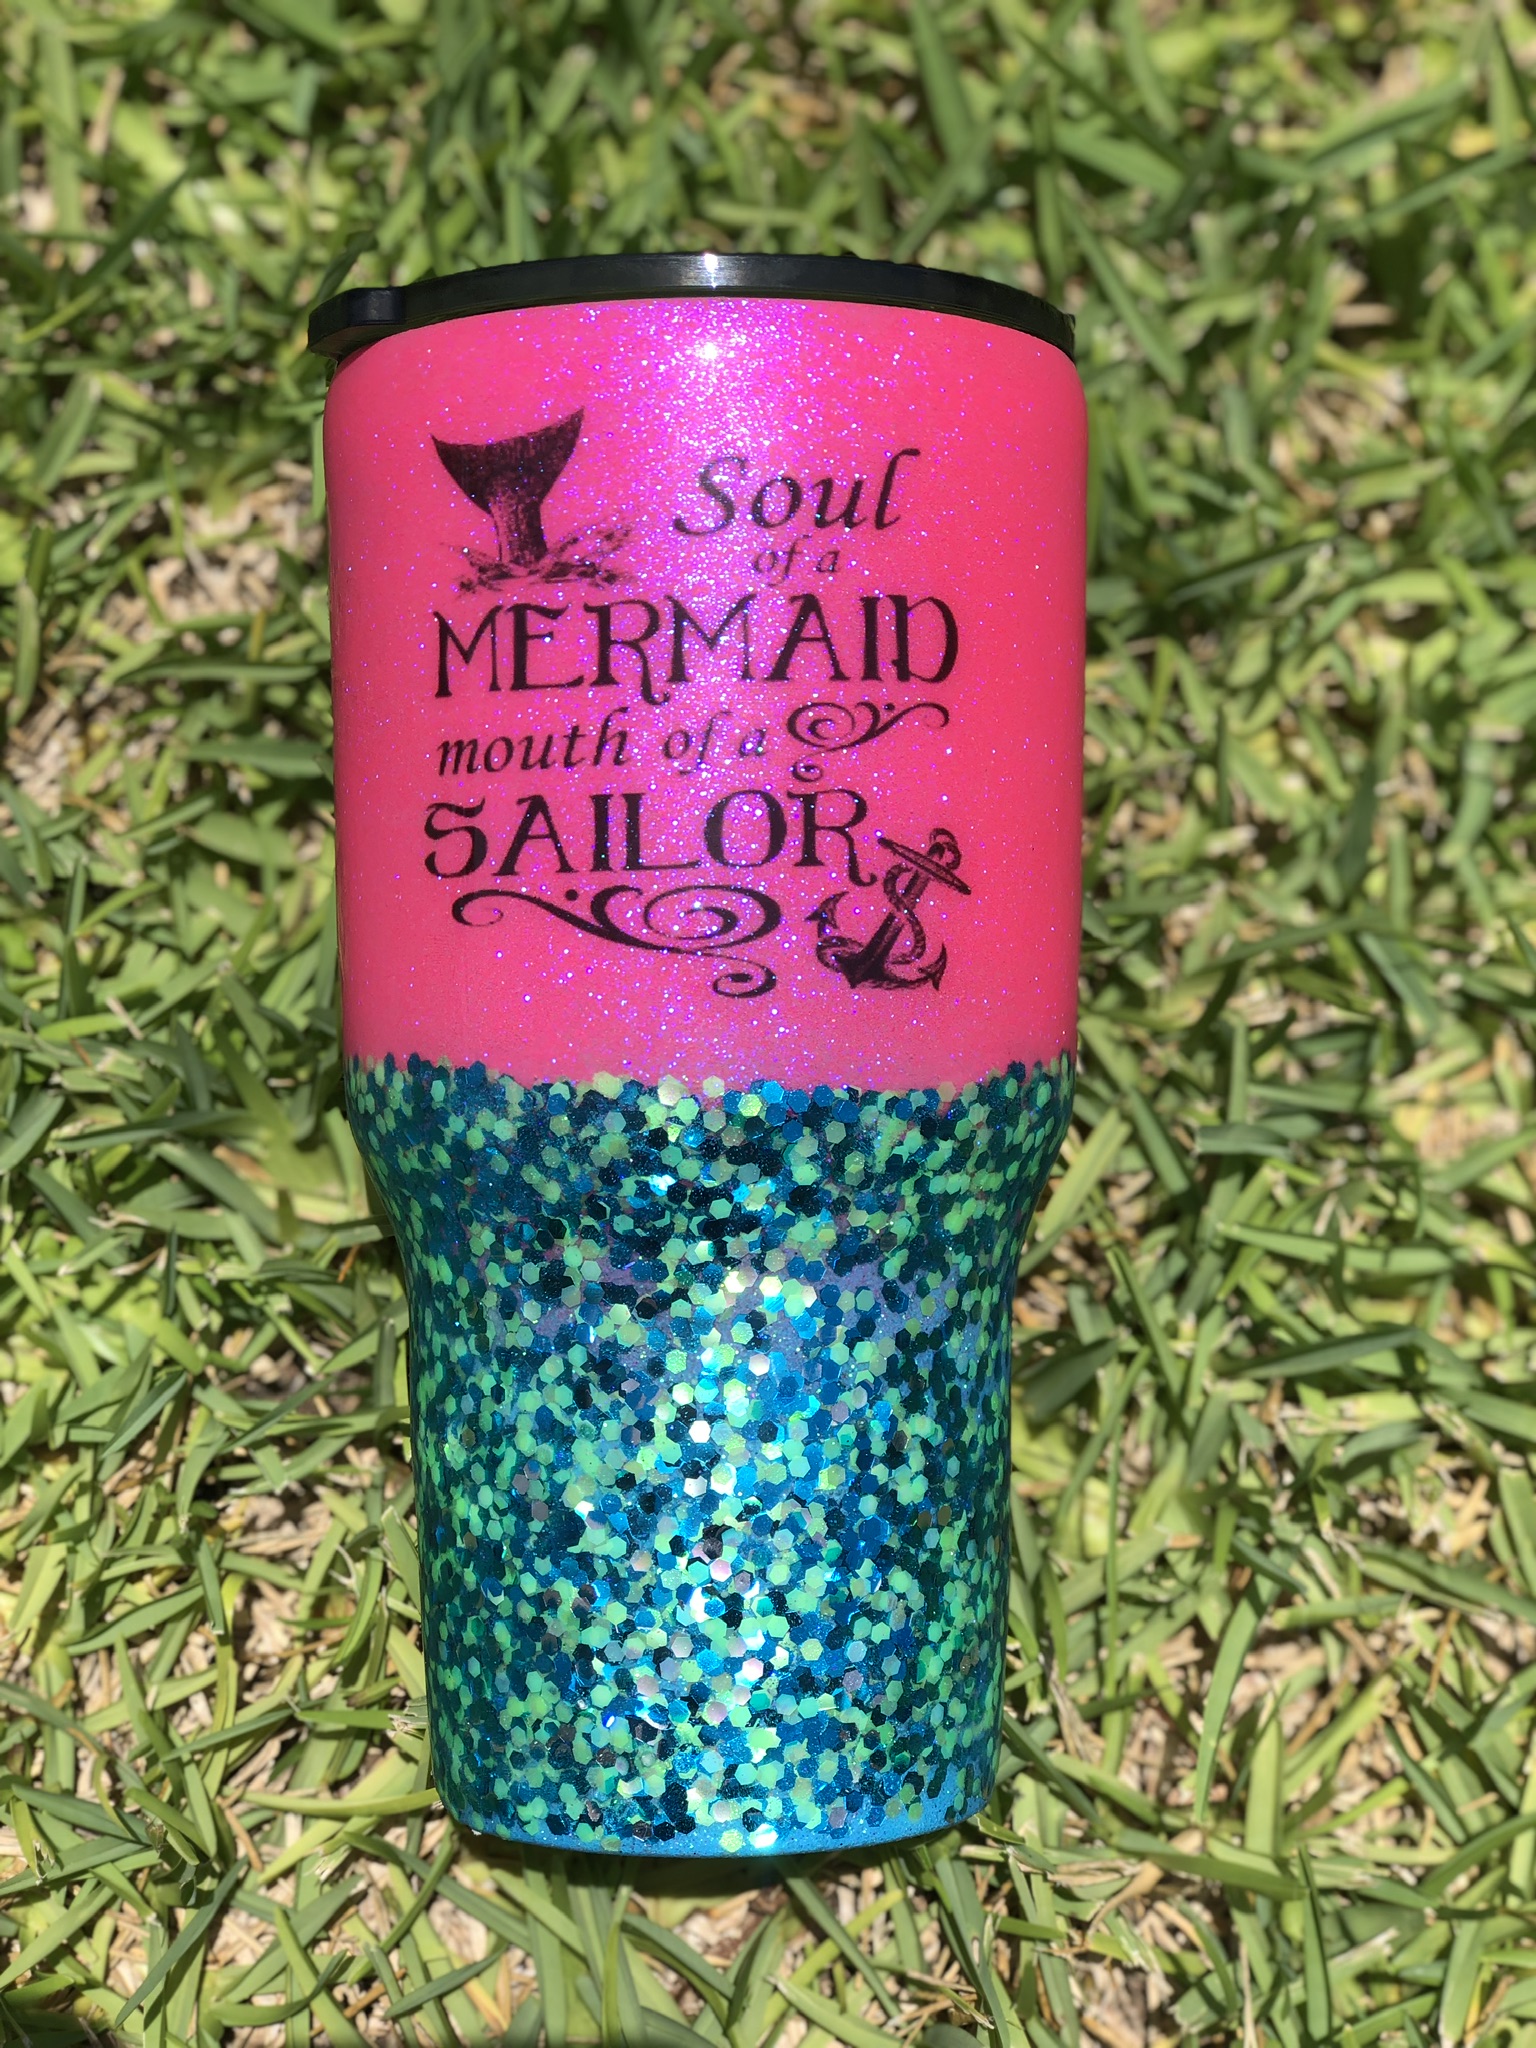 Soul
of a
MERMAID
mouth of a
SAILOR